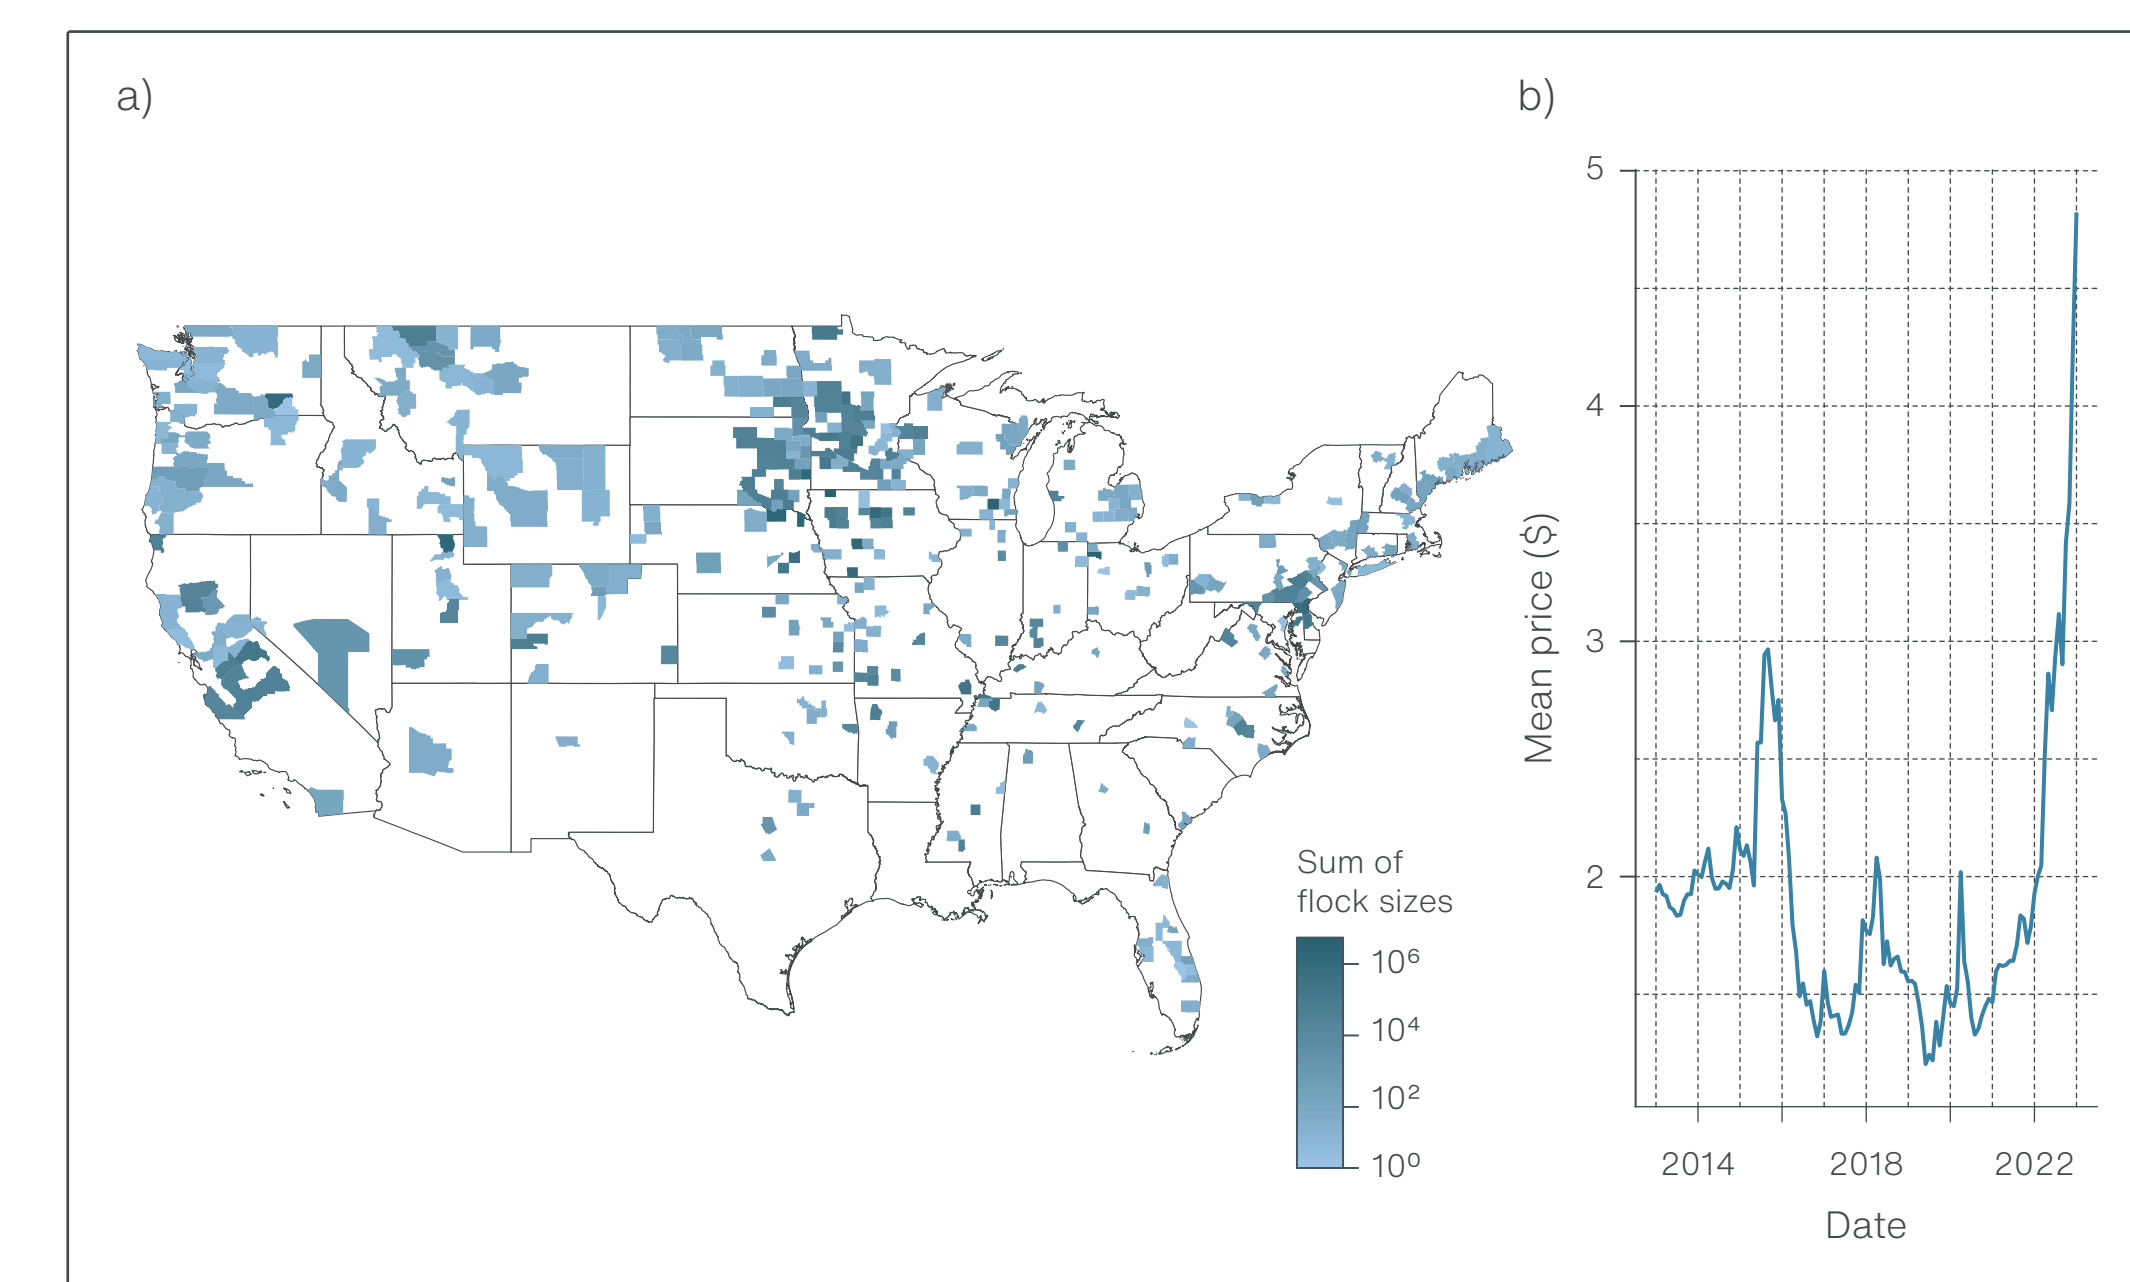 a)
b)
Sum of
flock sizes
10⁶
10⁴
10²
10⁰
Mean price ($)
5
4
3
2
2014
2018
2022
Date